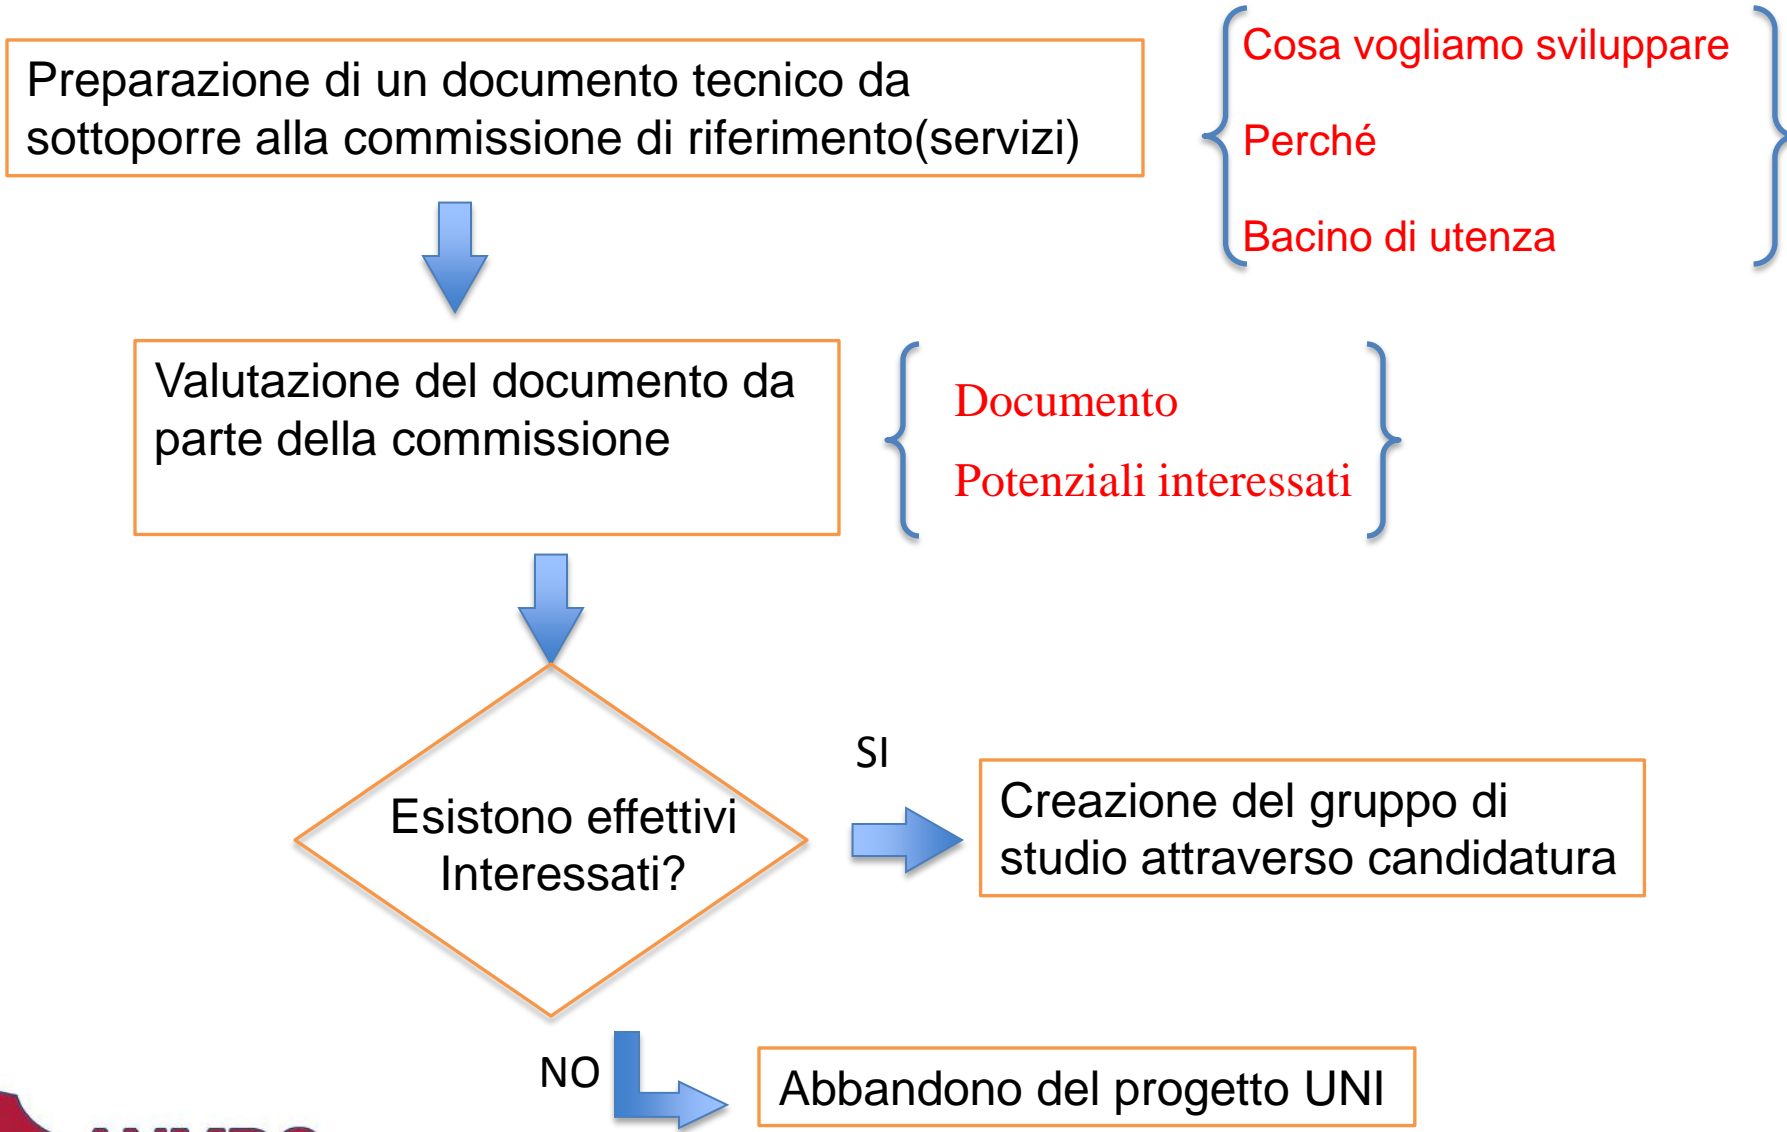 Preparazione di un documento tecnico da
sottoporre alla commissione di riferimento(servizi)
Cosa vogliamo sviluppare
Perché
Bacino di utenza
Valutazione del documento da
parte della commissione
Documento
Potenziali interessati
Esistono effettivi
Interessati?
SI
Creazione del gruppo di
studio attraverso candidatura
NO
Abbandono del progetto UNI